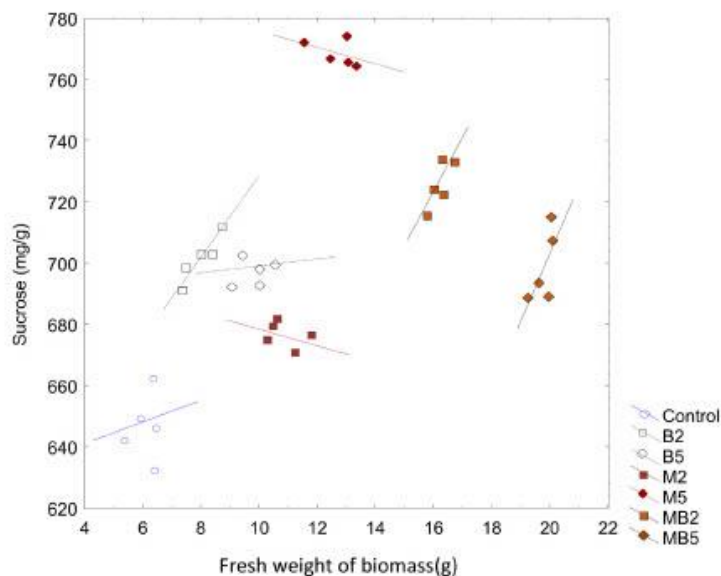 780
760
740
720
700
680
660
640
620
Sucrose (mg/g)
4 6 8 10 12 14 16 18 20 22
Fresh weight of biomass(g)
Control
B2
B5
M2
M5
MB2
MB5